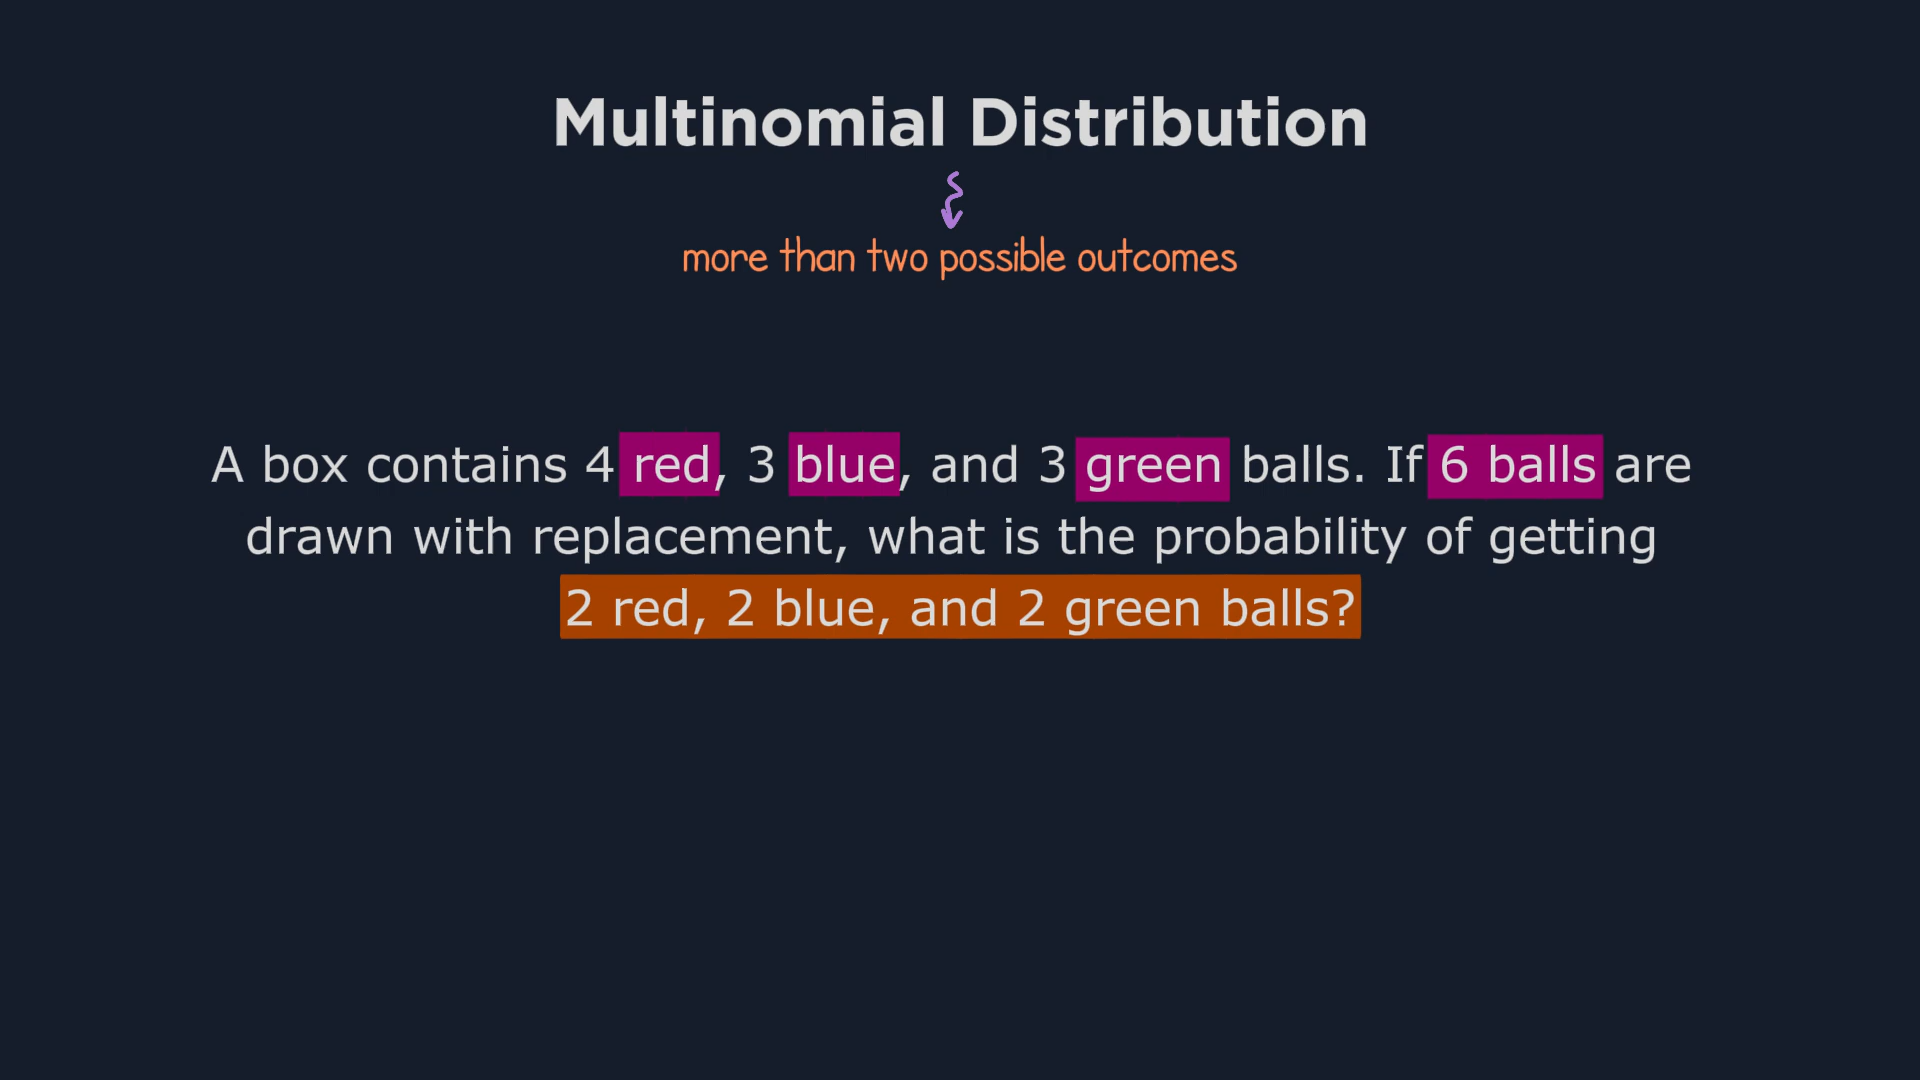 Multinomial Distribution
more than two possible outcomes
A box contains 4 red, 3 blue, and 3 green balls. If 6 balls are
drawn with replacement, what is the probability of getting
2 red, 2 blue, and 2 green balls?